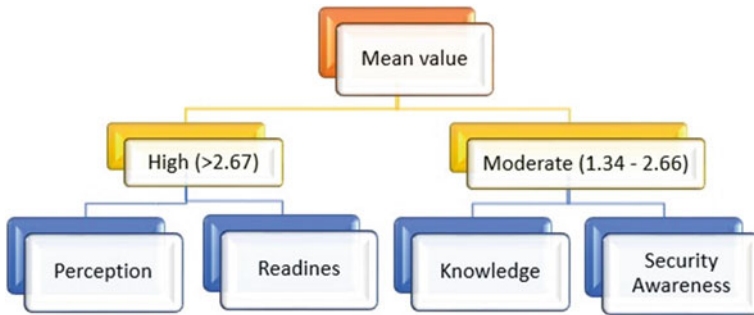 Mean value
High (>2.67)
Moderate (1.34 - 2.66)
Perception
Readines
Knowledge
Security
Awareness